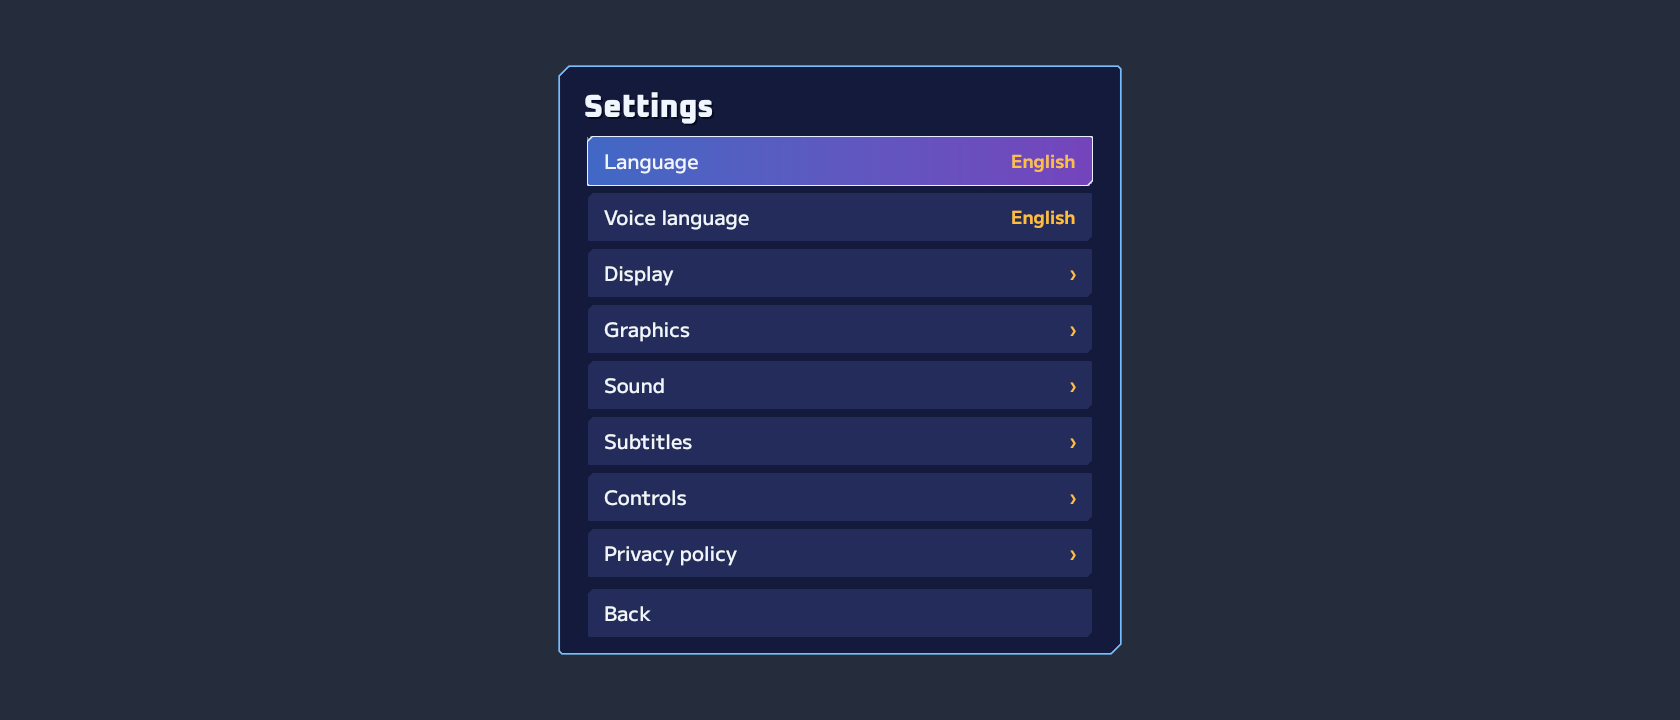 Settings
Language English
Voice language English
Display ›
Graphics ›
Sound ›
Subtitles ›
Controls ›
Privacy policy ›
Back